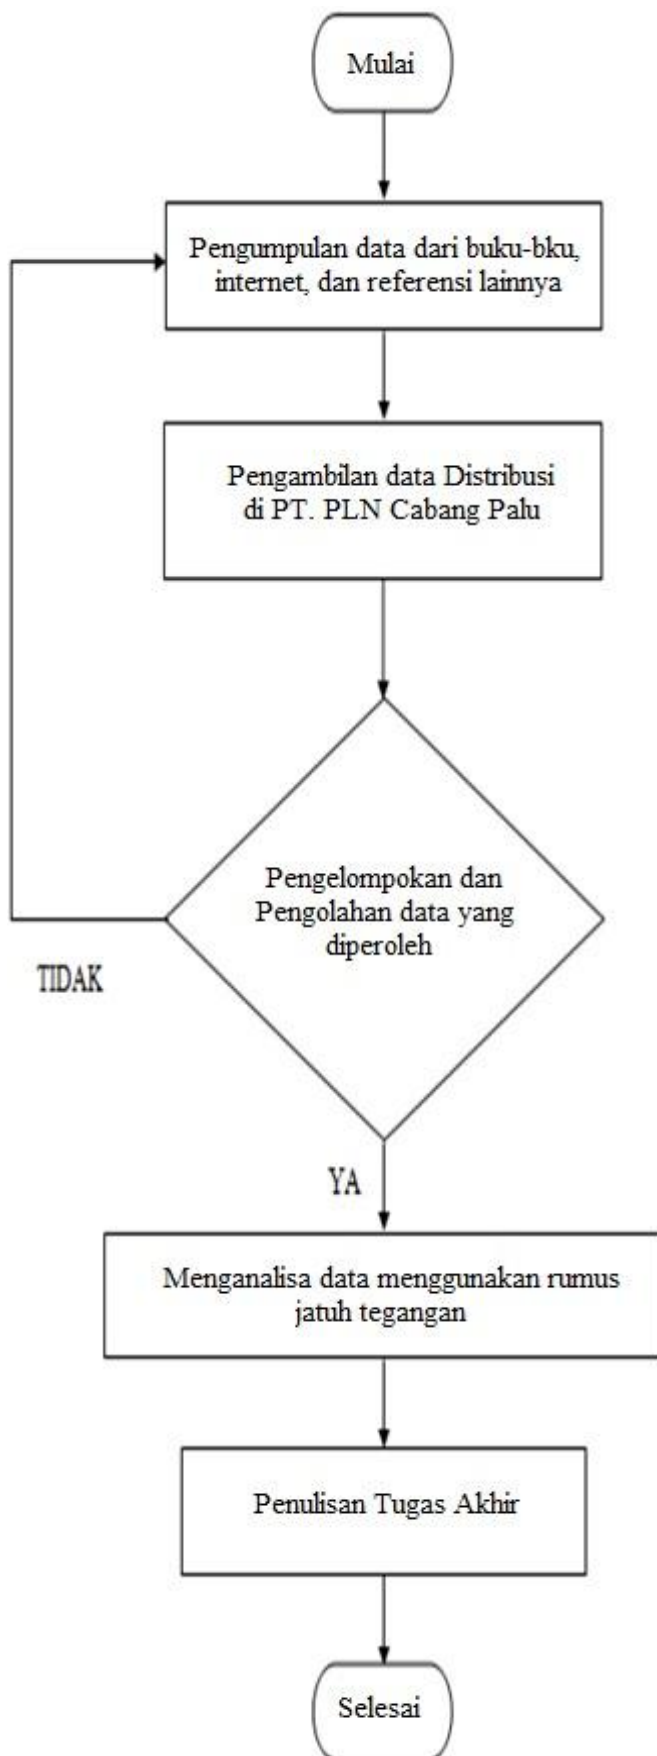 Mulai
Pengumpulan data dari buku-bku,
internet, dan referensi lainnya
Pengambilan data Distribusi
di PT. PLN Cabang Palu
Pengelompokan dan
Pengolahan data yang
diperoleh
TIDAK
YA
Menganalisa data menggunakan rumus
jatuh tegangan
Penulisan Tugas Akhir
Selesai